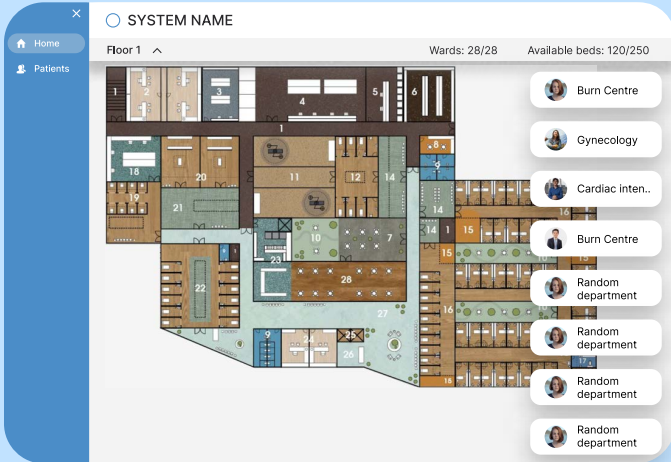 SYSTEM NAME
Home
Floor 1
Wards: 28/28
Available beds: 120/250
Patients
1
2
3
4
5
6
Burn Centre
1
8
Gynecology
18
20
11
12
14
9
19
Cardiac inten..
21
14
16
10
7
14
1
15
Burn Centre
23
15
15
22
28
Random
department
27
16
9
25
Random
department
26
17
16
Random
department
Random
department